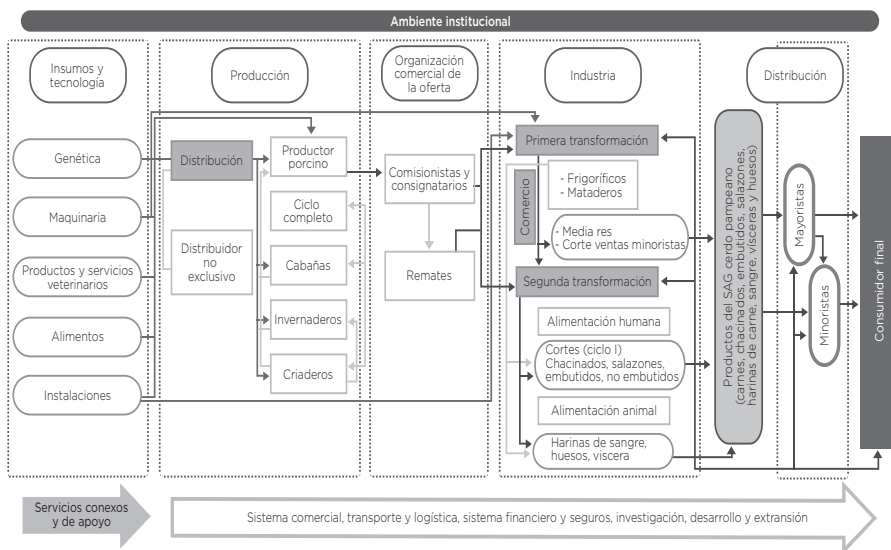 Ambiente institucional
Insumos y
tecnología
Producción
Organización
comercial de
la oferta
Industria
Distribución
Genética
Maquinaria
Productos y servicios
veterinarios
Alimentos
Instalaciones
Distribución
Distribuidor
no
exclusivo
Productor
porcino
Ciclo
completo
Cabañas
Invernaderos
Criaderos
Comisionistas y
consignatarios
Remates
Primera transformación
- Frigoríficos
- Mataderos
Comercio
- Media res
- Corte ventas minoristas
Segunda transformación
Alimentación humana
Cortes (ciclo I)
Chacinados, salazones,
embutidos, no embutidos
Alimentación animal
Harinas de sangre,
huesos, viscera
Productos del SAG cerdo pampeano
(carnes, chacinados, embutidos, salazones,
harinas de carne, sangre, vísceras y huesos)
Mayoristas
Minoristas
Consumidor final
Servicios conexos
y de apoyo
Sistema comercial, transporte y logística, sistema financiero y seguros, investigación, desarrollo y extransión